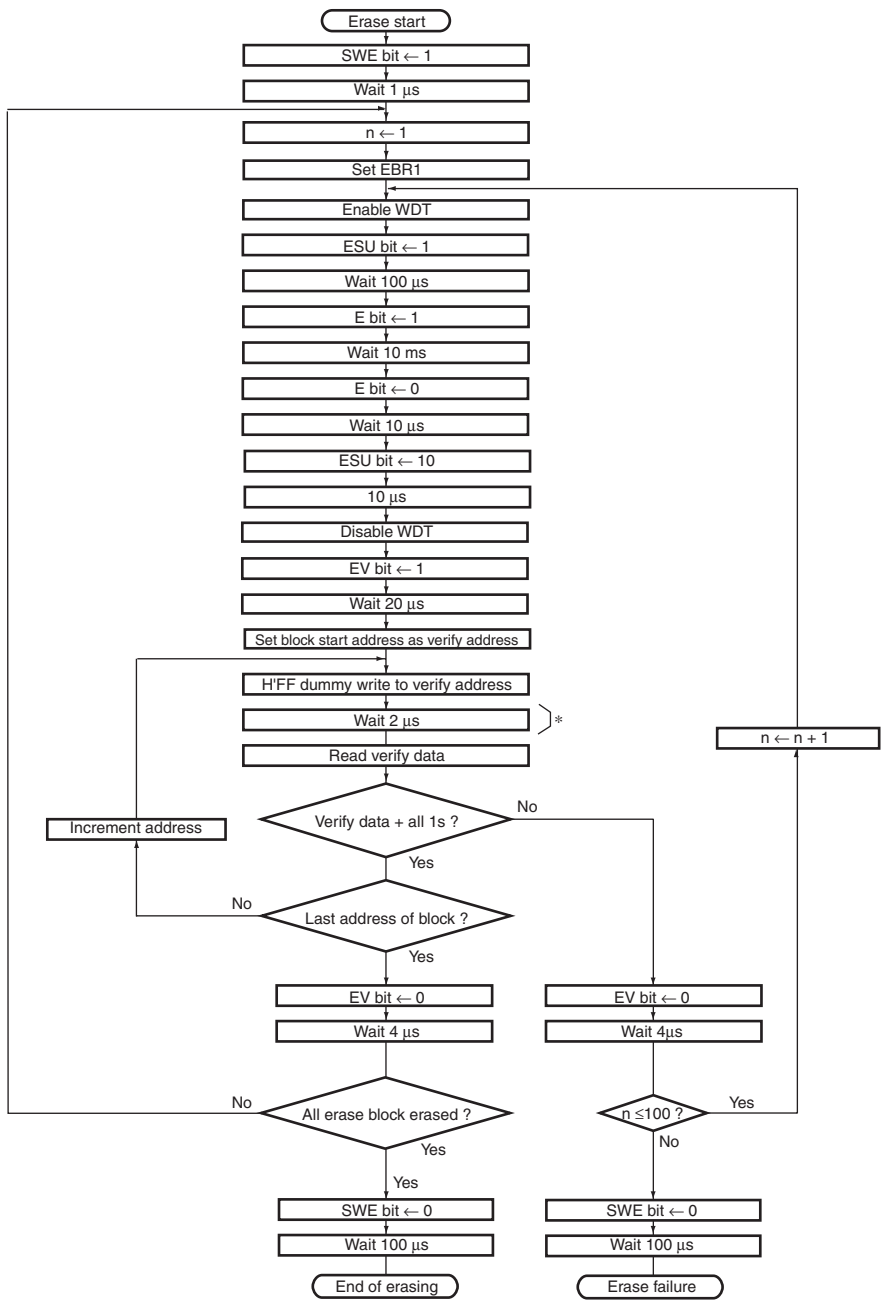 Erase start
SWE bit ← 1
Wait 1 μs
n ← 1
Set EBR1
Enable WDT
ESU bit ← 1
Wait 100 μs
E bit ← 1
Wait 10 ms
E bit ← 0
Wait 10 μs
ESU bit ← 10
10 μs
Disable WDT
EV bit ← 1
Wait 20 μs
Set block start address as verify address
H'FF dummy write to verify address
Wait 2 μs
*
n ← n + 1
Read verify data
Verify data + all 1s ?
No
Yes
Increment address
Last address of block ?
No
Yes
EV bit ← 0
EV bit ← 0
Wait 4 μs
Wait 4μs
All erase block erased ?
No
Yes
n ≤100 ?
Yes
No
Yes
SWE bit ← 0
SWE bit ← 0
Wait 100 μs
Wait 100 μs
End of erasing
Erase failure